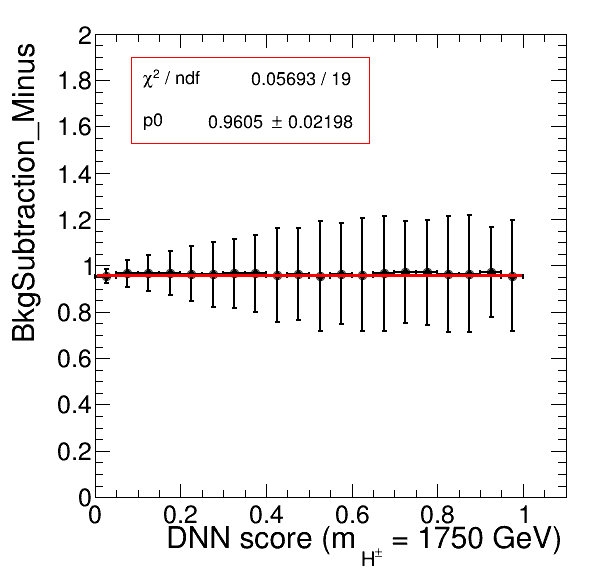 BkgSubtraction_Minus
2
1.8
1.6
1.4
1.2
1
0.8
0.6
0.4
0.2
0
χ² / ndf 0.05693 / 19
p0 0.9605 ± 0.02198
0 0.2 0.4 0.6 0.8 1
DNN score (m_H± = 1750 GeV)